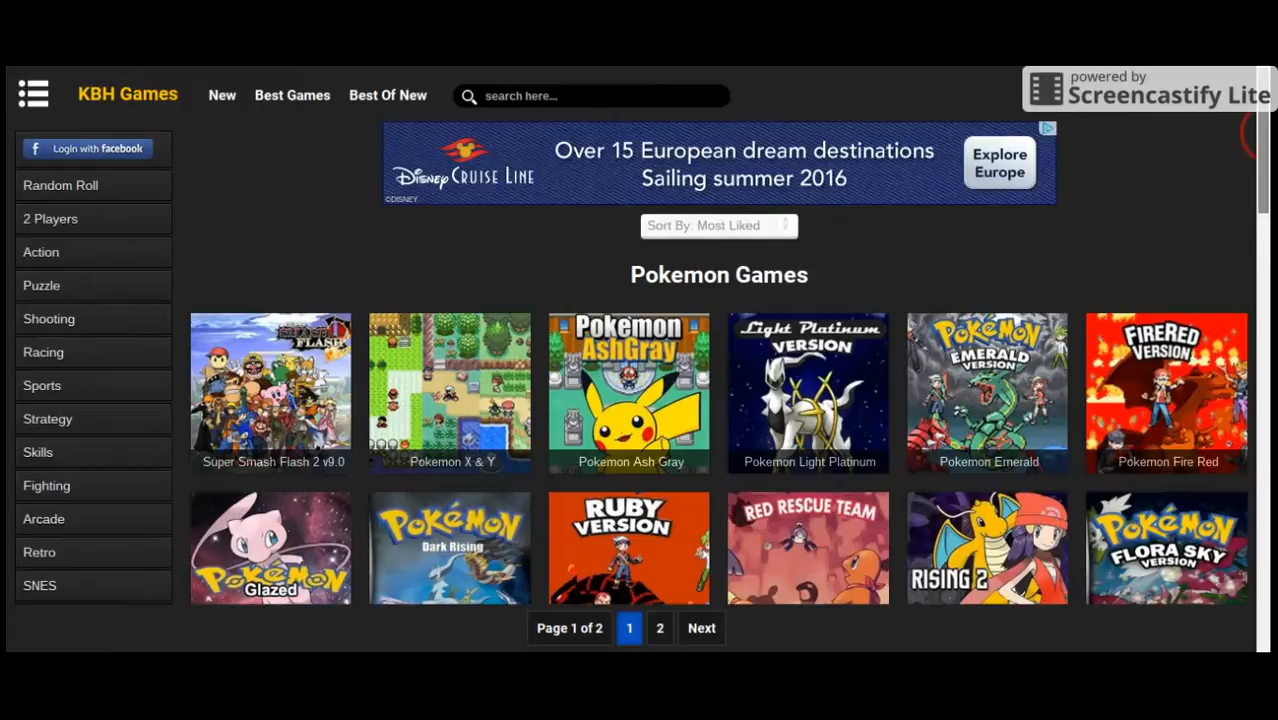 powered by
Screencastify Lite
KBH Games
New
Best Games
Best Of New
search here...
Login with facebook
Random Roll
2 Players
Action
Puzzle
Shooting
Racing
Sports
Strategy
Skills
Fighting
Arcade
Retro
SNES
DISNEY CRUISE LINE
©DISNEY
Over 15 European dream destinations
Sailing summer 2016
Explore
Europe
Sort By: Most Liked
Pokemon Games
FLASH
Super Smash Flash 2 v9.0
Pokemon X & Y
Pokemon
AshGray
Pokemon Ash Gray
Light Platinum
VERSION
Pokemon Light Platinum
POKéMON
EMERALD
VERSION
Pokemon Emerald
FIRERED
VERSION
Pokemon Fire Red
POKéMON
Glazed
POKéMON
Dark Rising
RUBY
VERSION
RED RESCUE TEAM
RISING 2
POKéMON
FLORA SKY
VERSION
Page 1 of 2
1
2
Next